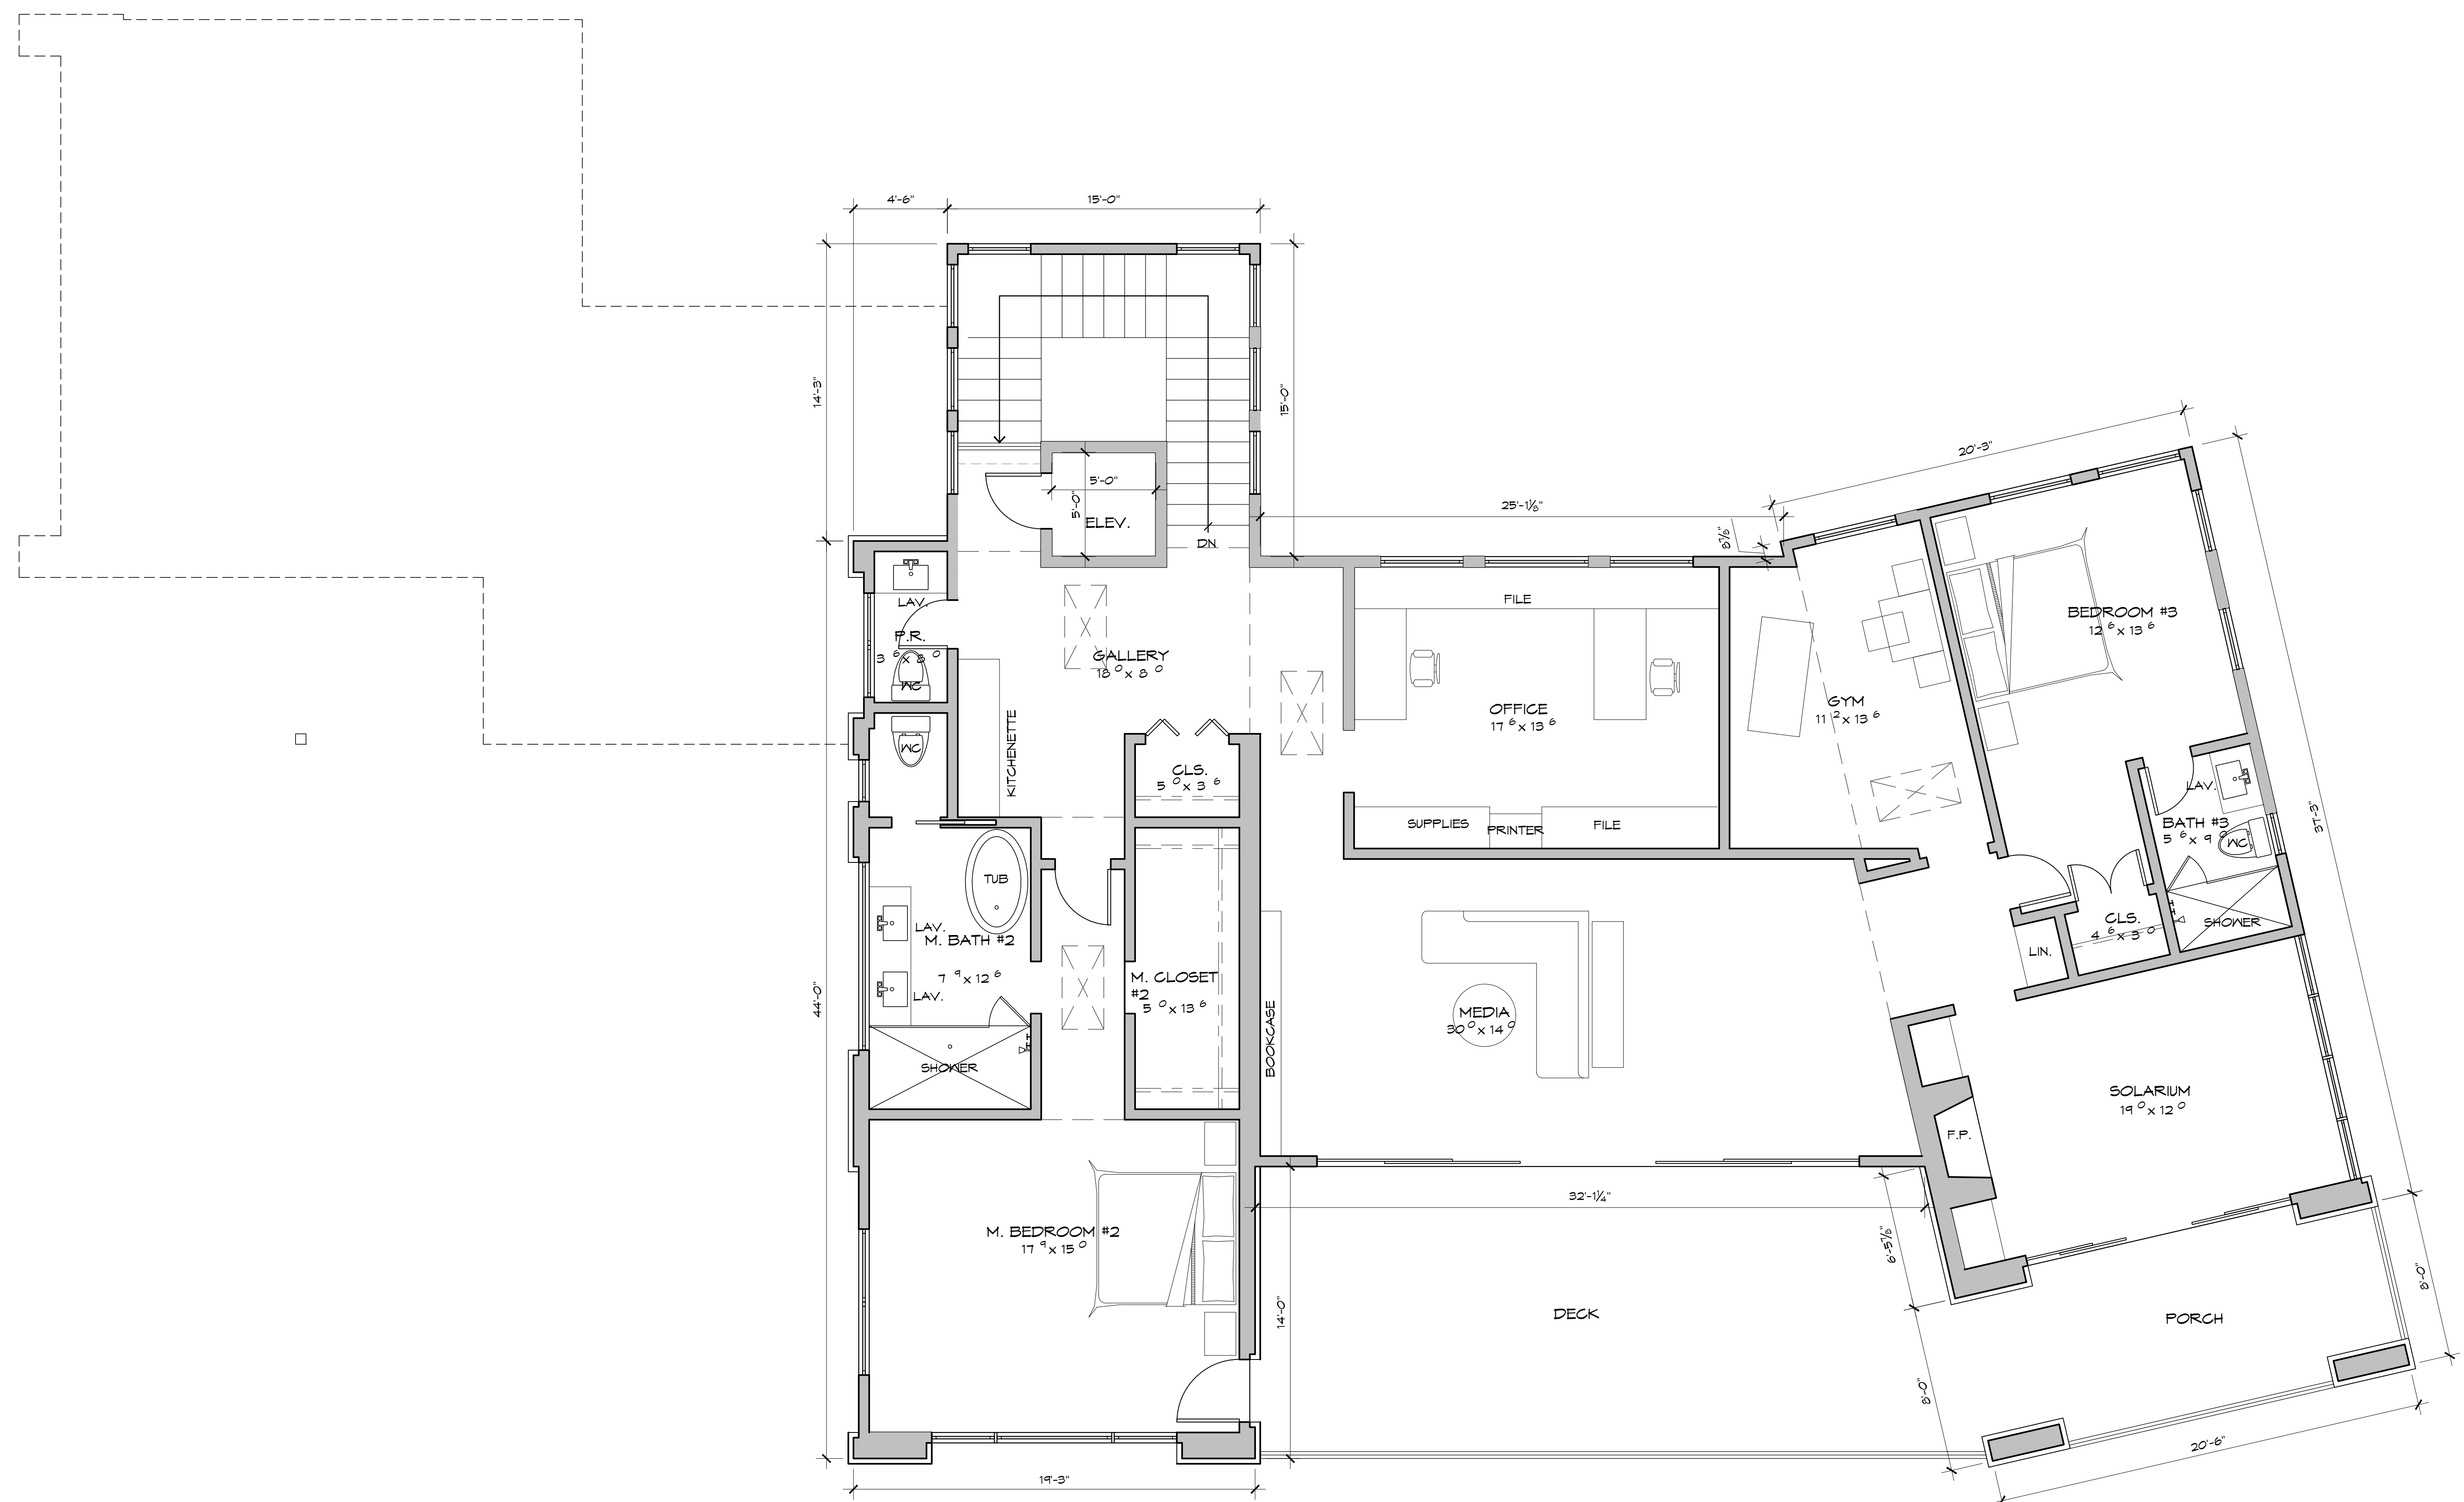 4'-6"
15'-0"
14'-3"
15'-0"
5'-0"
5'-0"
ELEV.
DN
25'-1⅛"
8⅞"
20'-3"
37'-3"
LAV.
P.R.
3 6 x 8 0
WC
WC
KITCHENETTE
GALLERY
18 0 x 8 0
CLS.
5 0 x 3 6
FILE
OFFICE
17 6 x 13 6
SUPPLIES
PRINTER
FILE
GYM
11 2 x 13 6
BEDROOM #3
12 6 x 13 6
LAV.
BATH #3
5 6 x 9 0
WC
SHOWER
CLS.
4 6 x 3 0
LIN.
TUB
LAV.
M. BATH #2
7 9 x 12 6
LAV.
SHOWER
M. CLOSET
#2
5 0 x 13 6
BOOKCASE
MEDIA
30 0 x 14 0
44'-0"
SOLARIUM
19 0 x 12 0
F.P.
M. BEDROOM #2
17 9 x 15 0
32'-1¼"
6'-5⅞"
14'-0"
DECK
PORCH
8'-0"
8'-0"
20'-6"
19'-3"